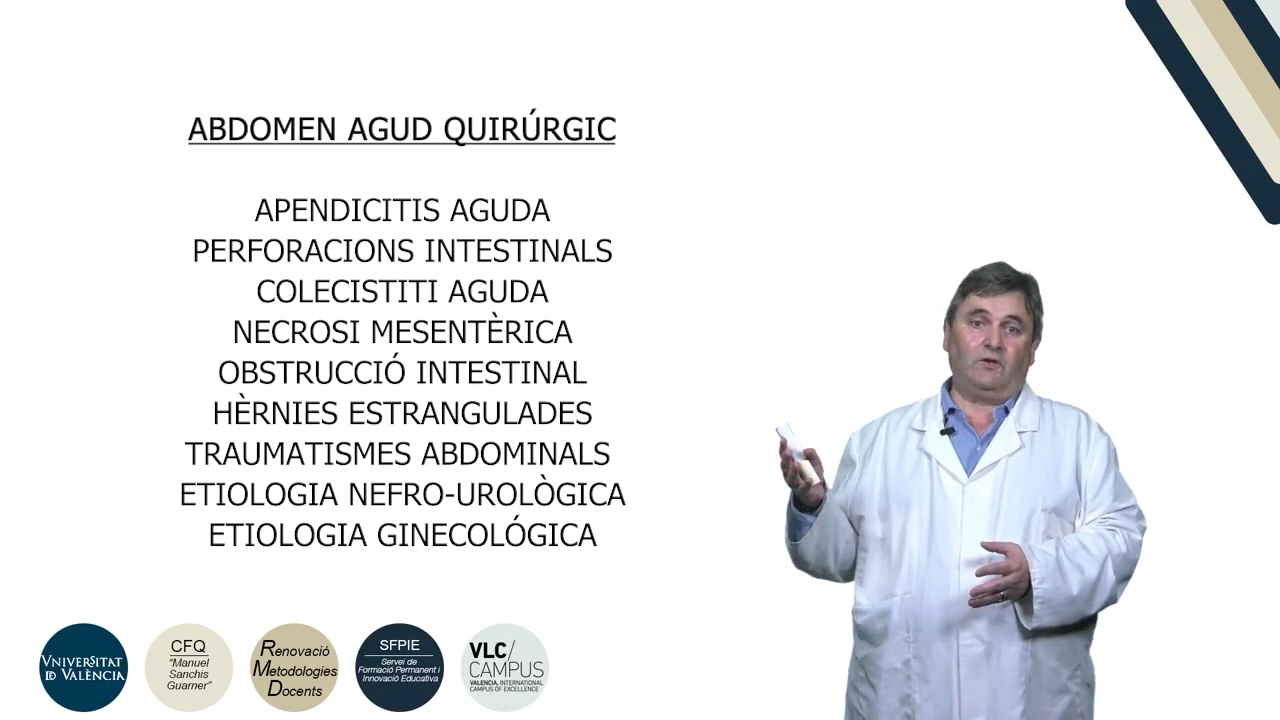 ABDOMEN AGUD QUIRÚRGIC
APENDICITIS AGUDA
PERFORACIONS INTESTINALS
COLECISTITI AGUDA
NECROSI MESENTÈRICA
OBSTRUCCIÓ INTESTINAL
HÈRNIES ESTRANGULADES
TRAUMATISMES ABDOMINALS
ETIOLOGIA NEFRO-UROLÒGICA
ETIOLOGIA GINECOLÓGICA
VNIVERSITAT
D VALÈNCIA
CFQ
"Manuel
Sanchis
Guarner"
Renovació
Metodologies
Docents
SFPIE
Servei de
Formació Permanent i
Innovació Educativa
VLC/
CAMPUS
VALENCIA, INTERNATIONAL
CAMPUS OF EXCELLENCE